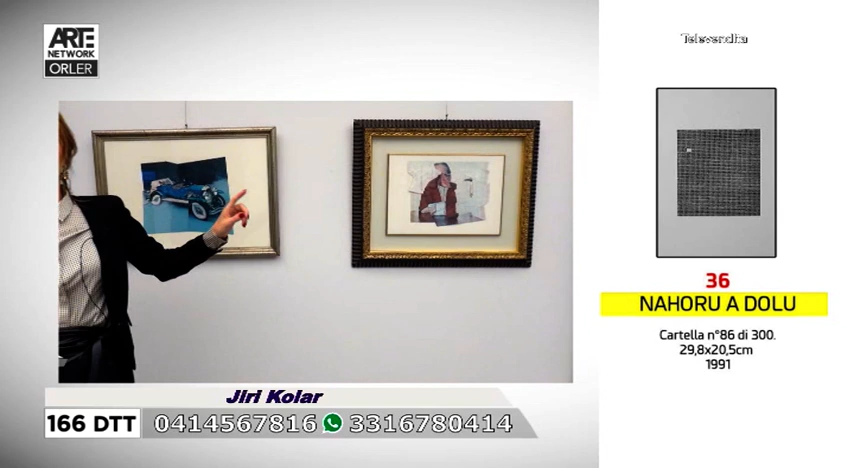 ARTE
NETWORK
ORLER
Televendita
36
NAHORU A DOLU
Cartella n°86 di 300.
29,8x20,5cm
1991
Jiri Kolar
166 DTT
0414567816 3316780414